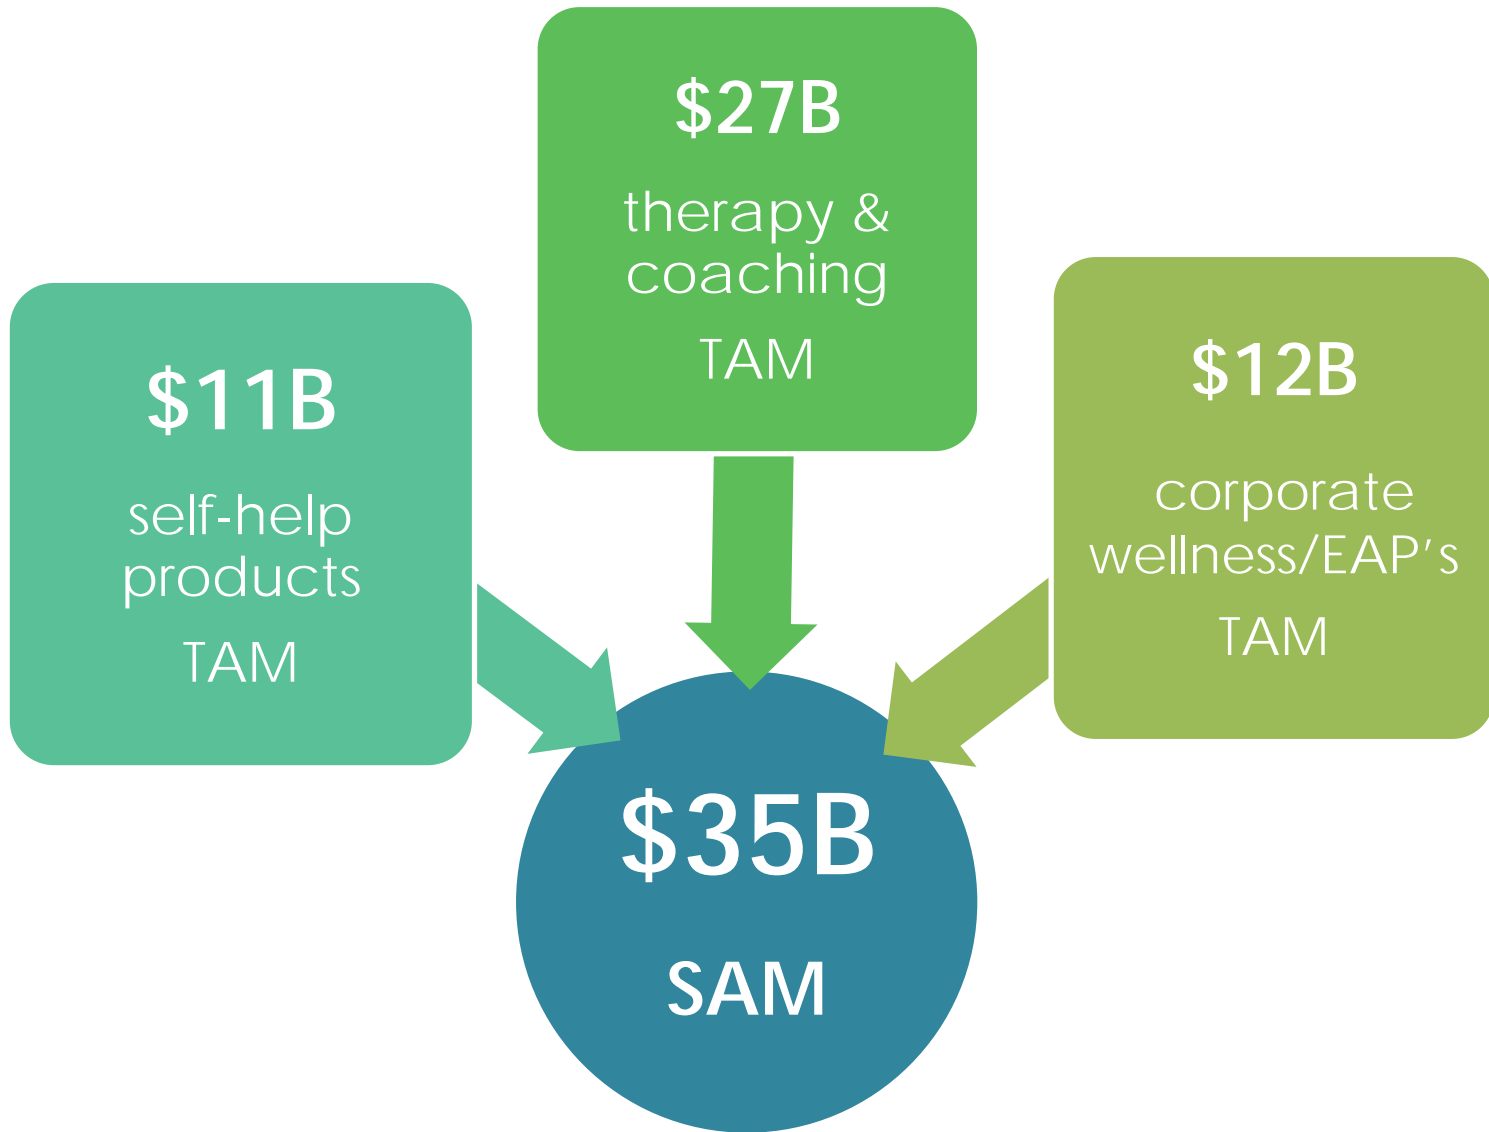 $27B
therapy &
coaching
TAM
$11B
self-help
products
TAM
$12B
corporate
wellness/EAP’s
TAM
$35B
SAM